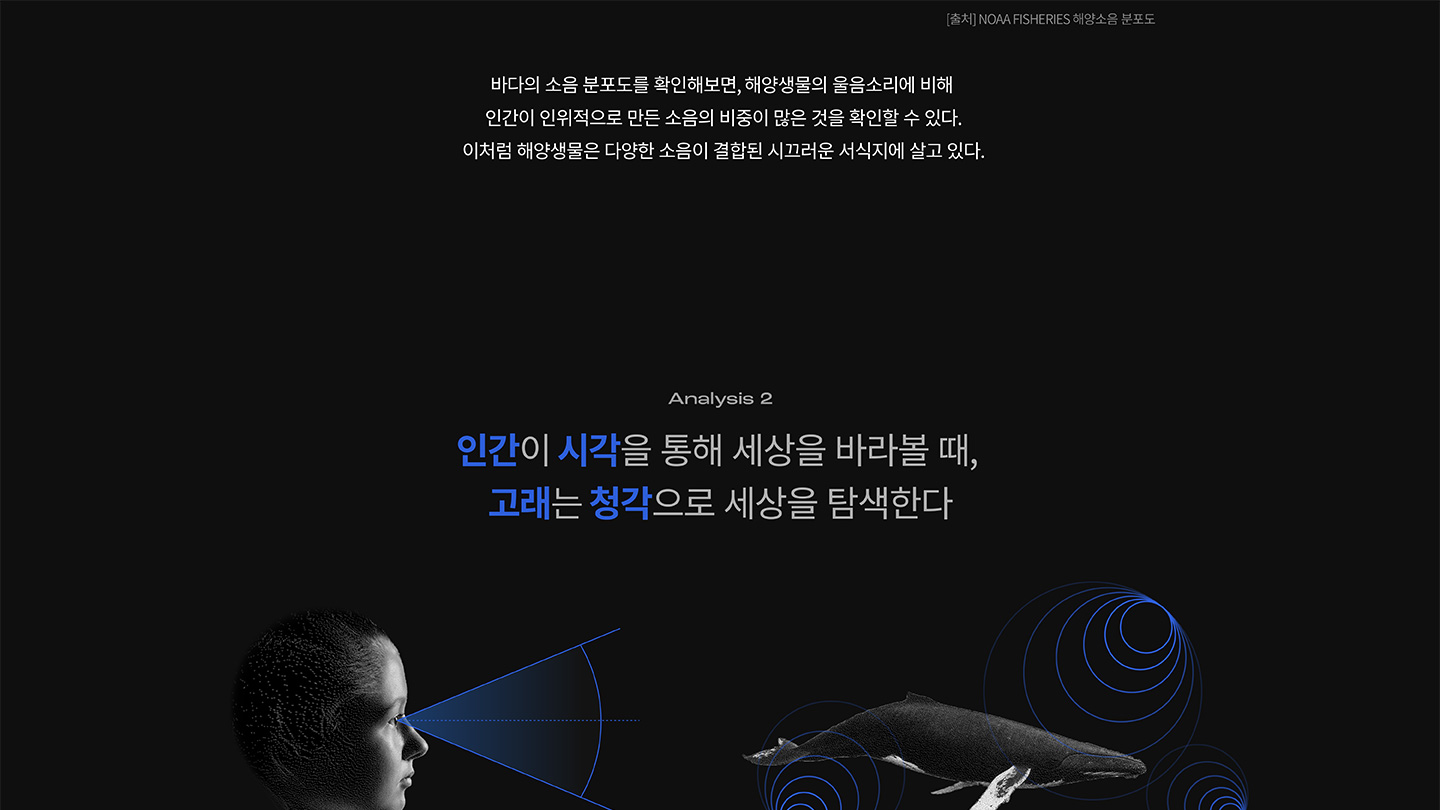 [출처] NOAA FISHERIES 해양소음 분포도
바다의 소음 분포도를 확인해보면, 해양생물의 울음소리에 비해
인간이 인위적으로 만든 소음의 비중이 많은 것을 확인할 수 있다.
이처럼 해양생물은 다양한 소음이 결합된 시끄러운 서식지에 살고 있다.
Analysis 2
인간이 시각을 통해 세상을 바라볼 때,
고래는 청각으로 세상을 탐색한다